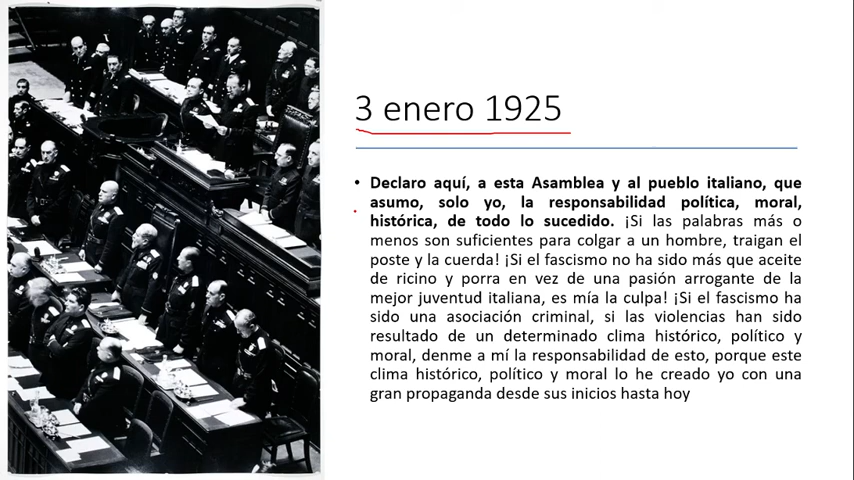 3 enero 1925
• Declaro aquí, a esta Asamblea y al pueblo italiano, que
asumo, solo yo, la responsabilidad política, moral,
histórica, de todo lo sucedido. ¡Si las palabras más o
menos son suficientes para colgar a un hombre, traigan el
poste y la cuerda! ¡Si el fascismo no ha sido más que aceite
de ricino y porra en vez de una pasión arrogante de la
mejor juventud italiana, es mía la culpa! ¡Si el fascismo ha
sido una asociación criminal, si las violencias han sido
resultado de un determinado clima histórico, político y
moral, denme a mí la responsabilidad de esto, porque este
clima histórico, político y moral lo he creado yo con una
gran propaganda desde sus inicios hasta hoy